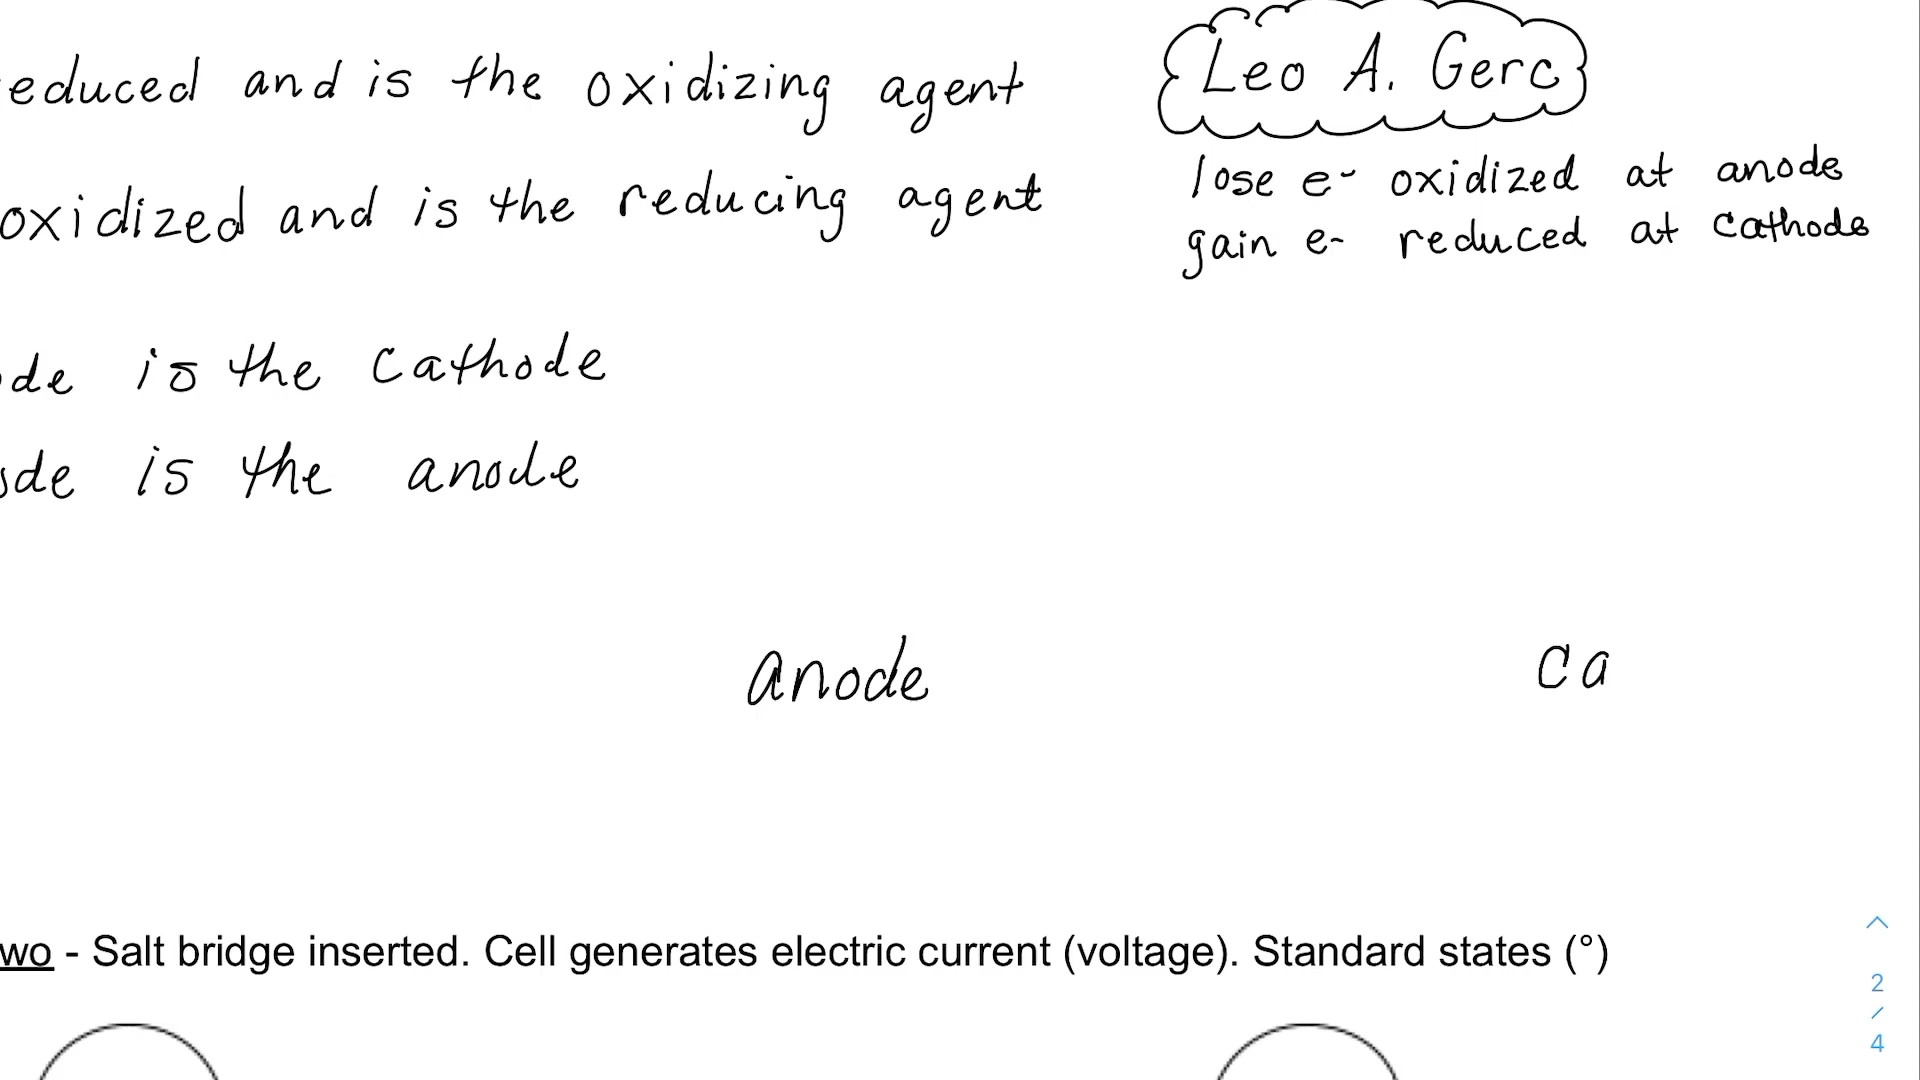 educed and is the oxidizing agent
Leo A. Gerc
lose e- oxidized at anode
oxidized and is the reducing agent
gain e- reduced at cathode
de is the cathode
de is the anode
anode
ca
wo - Salt bridge inserted. Cell generates electric current (voltage). Standard states (°)
2
/
4